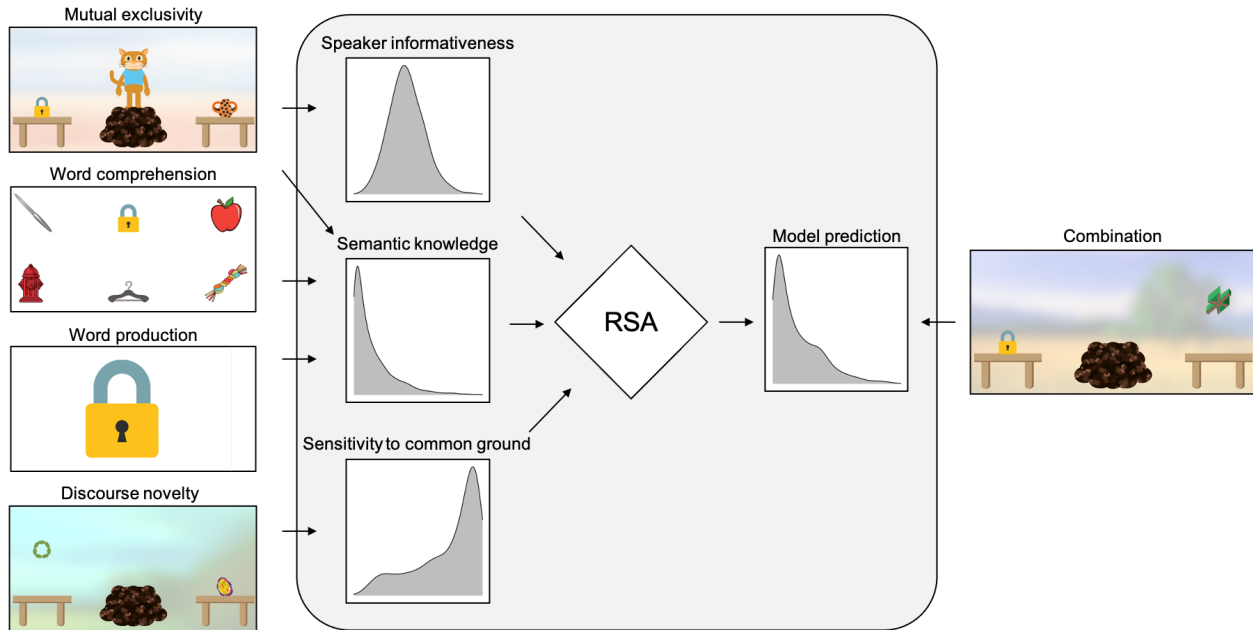 Mutual exclusivity
Word comprehension
Word production
Discourse novelty
Speaker informativeness
Semantic knowledge
Sensitivity to common ground
RSA
Model prediction
Combination